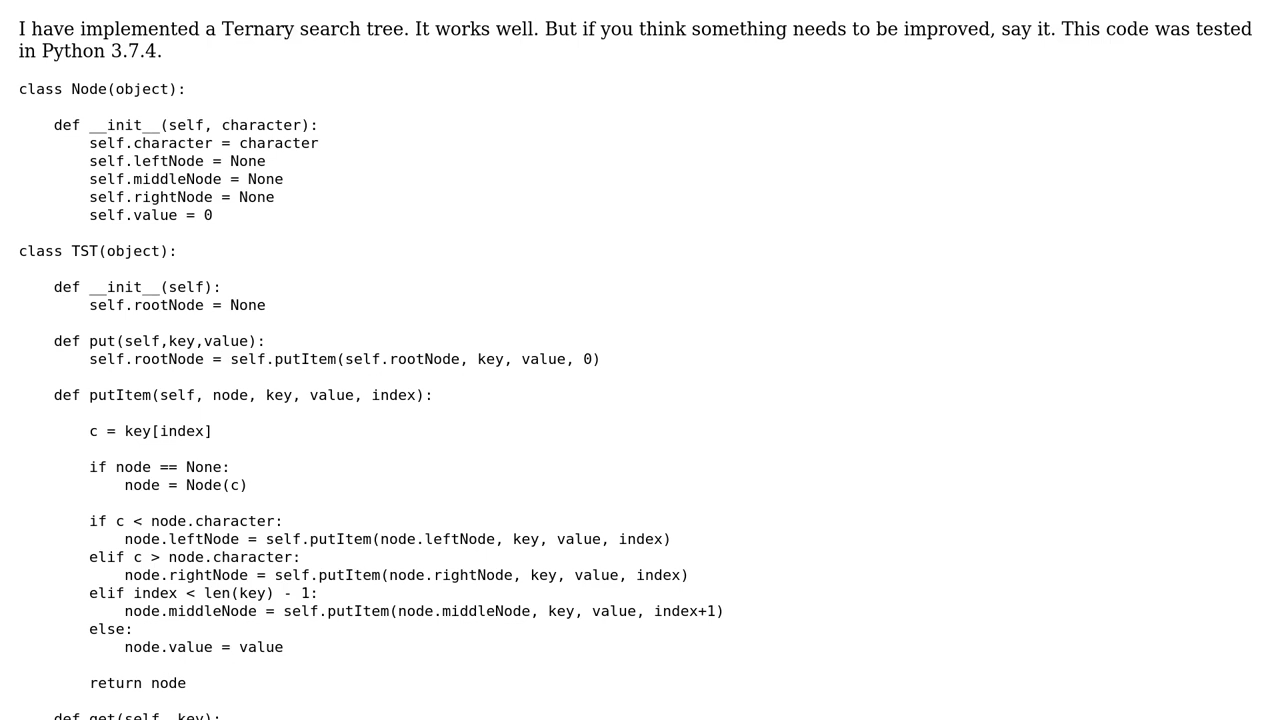 I have implemented a Ternary search tree. It works well. But if you think something needs to be improved, say it. This code was tested
in Python 3.7.4.
class Node(object):
    def __init__(self, character):
        self.character = character
        self.leftNode = None
        self.middleNode = None
        self.rightNode = None
        self.value = 0
class TST(object):
    def __init__(self):
        self.rootNode = None
    def put(self,key,value):
        self.rootNode = self.putItem(self.rootNode, key, value, 0)
    def putItem(self, node, key, value, index):
        c = key[index]
        if node == None:
            node = Node(c)
        if c < node.character:
            node.leftNode = self.putItem(node.leftNode, key, value, index)
        elif c > node.character:
            node.rightNode = self.putItem(node.rightNode, key, value, index)
        elif index < len(key) - 1:
            node.middleNode = self.putItem(node.middleNode, key, value, index+1)
        else:
            node.value = value
        return node
    def get(self, key):